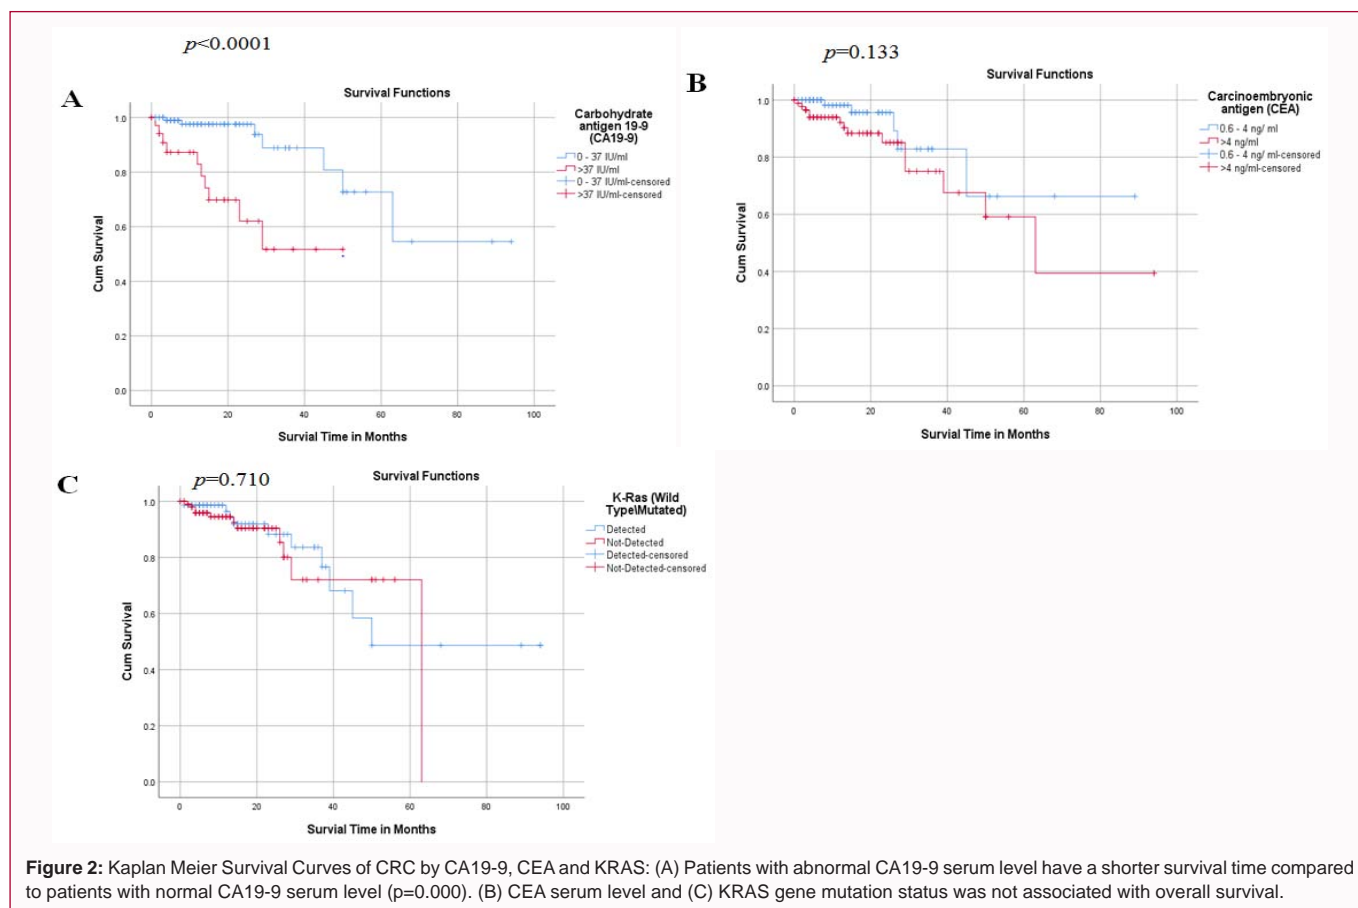 p<0.0001
A
Survival Functions
Cum Survival
1.0
0.8
0.6
0.4
0.2
0.0
0 20 40 60 80 100
Survial Time in Months
Carbohydrate
antigen 19-9
(CA19-9)
0 - 37 IU/ml
>37 IU/ml
0 - 37 IU/ml-censored
>37 IU/ml-censored
p=0.133
B
Survival Functions
Cum Survival
1.0
0.8
0.6
0.4
0.2
0.0
0 20 40 60 80 100
Survial Time in Months
Carcinoembryonic
antigen (CEA)
0.6 - 4 ng/ ml
>4 ng/ml
0.6 - 4 ng/ ml-censored
>4 ng/ml-censored
p=0.710
C
Survival Functions
Cum Survival
1.0
0.8
0.6
0.4
0.2
0.0
0 20 40 60 80 100
Survial Time in Months
K-Ras (Wild
Type\Mutated)
Detected
Not-Detected
Detected-censored
Not-Detected-censored
Figure 2: Kaplan Meier Survival Curves of CRC by CA19-9, CEA and KRAS: (A) Patients with abnormal CA19-9 serum level have a shorter survival time compared
to patients with normal CA19-9 serum level (p=0.000). (B) CEA serum level and (C) KRAS gene mutation status was not associated with overall survival.